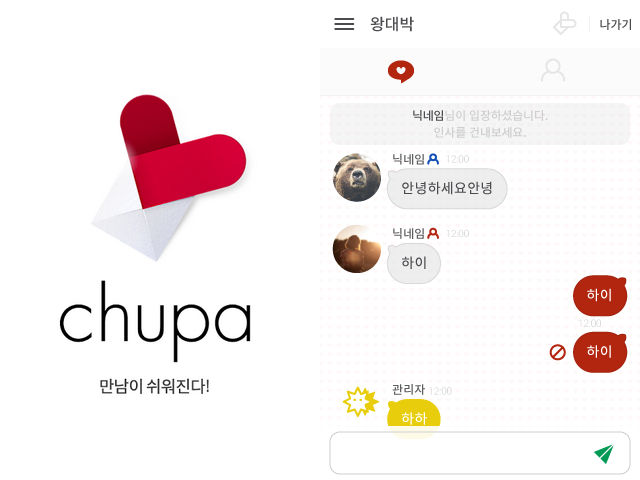 chupa
만남이 쉬워진다!
왕대박
나가기
닉네임님이 입장하셨습니다.
인사를 건내보세요.
닉네임 12:00
안녕하세요안녕
닉네임 12:00
하이
하이
12:00
하이
관리자 12:00
하하